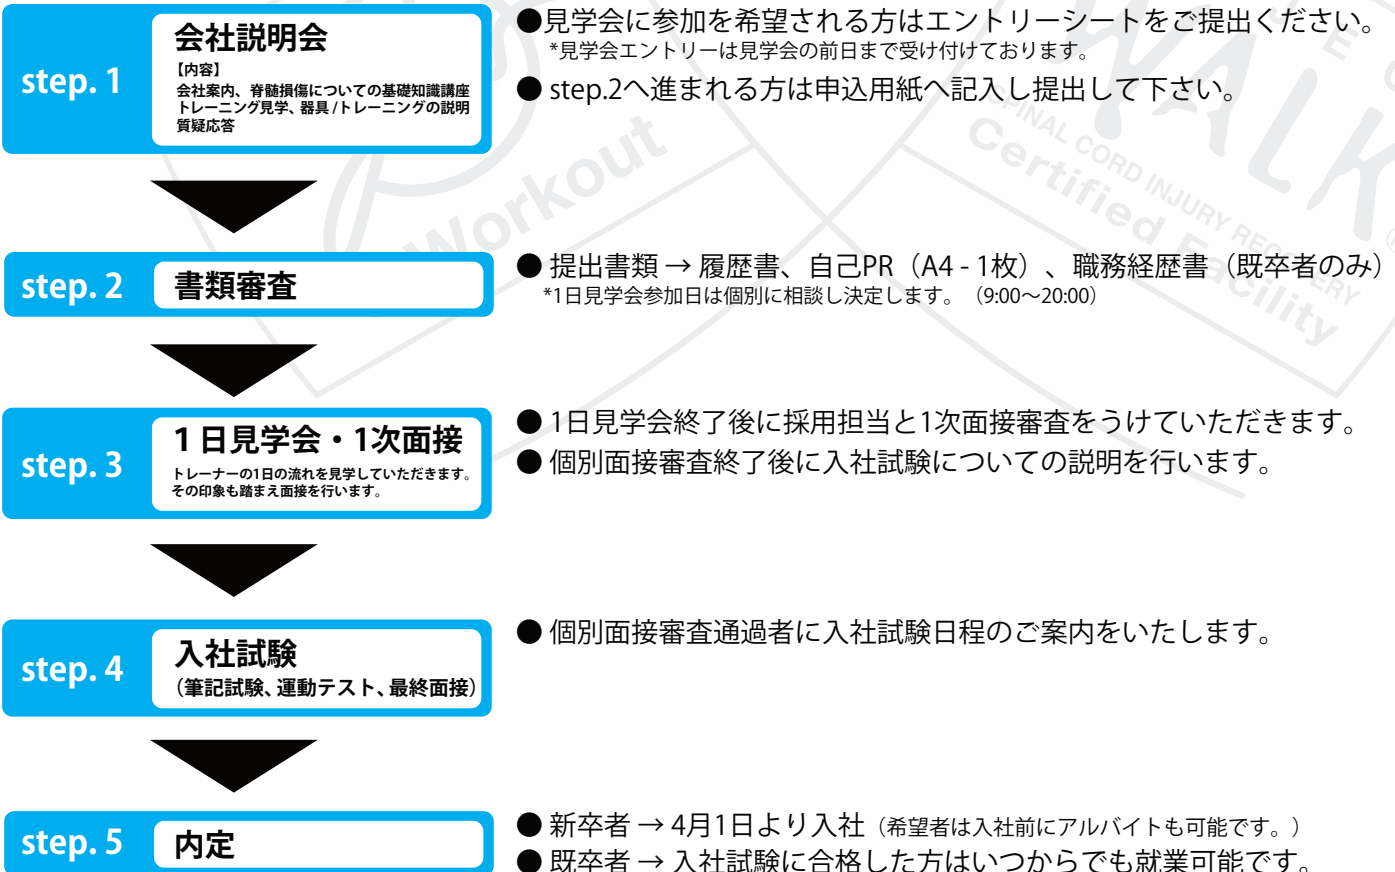 step. 1
会社説明会
【内容】
会社案内、脊髄損傷についての基礎知識講座
トレーニング見学、器具/トレーニングの説明
質疑応答
●見学会に参加を希望される方はエントリーシートをご提出ください。
*見学会エントリーは見学会の前日まで受け付けております。
● step.2へ進まれる方は申込用紙へ記入し提出して下さい。
Workout
WALK
SPINAL CORD INJURY RECOVERY
Certified Facility
step. 2
書類審査
● 提出書類 → 履歴書、自己PR（A4 - 1枚）、職務経歴書（既卒者のみ）
*1日見学会参加日は個別に相談し決定します。（9:00〜20:00）
step. 3
１日見学会・1次面接
トレーナーの1日の流れを見学していただきます。
その印象も踏まえ面接を行います。
● 1日見学会終了後に採用担当と1次面接審査をうけていただきます。
● 個別面接審査終了後に入社試験についての説明を行います。
step. 4
入社試験
（筆記試験、運動テスト、最終面接）
● 個別面接審査通過者に入社試験日程のご案内をいたします。
step. 5
内定
● 新卒者 → 4月1日より入社（希望者は入社前にアルバイトも可能です。）
● 既卒者 → 入社試験に合格した方はいつからでも就業可能です。